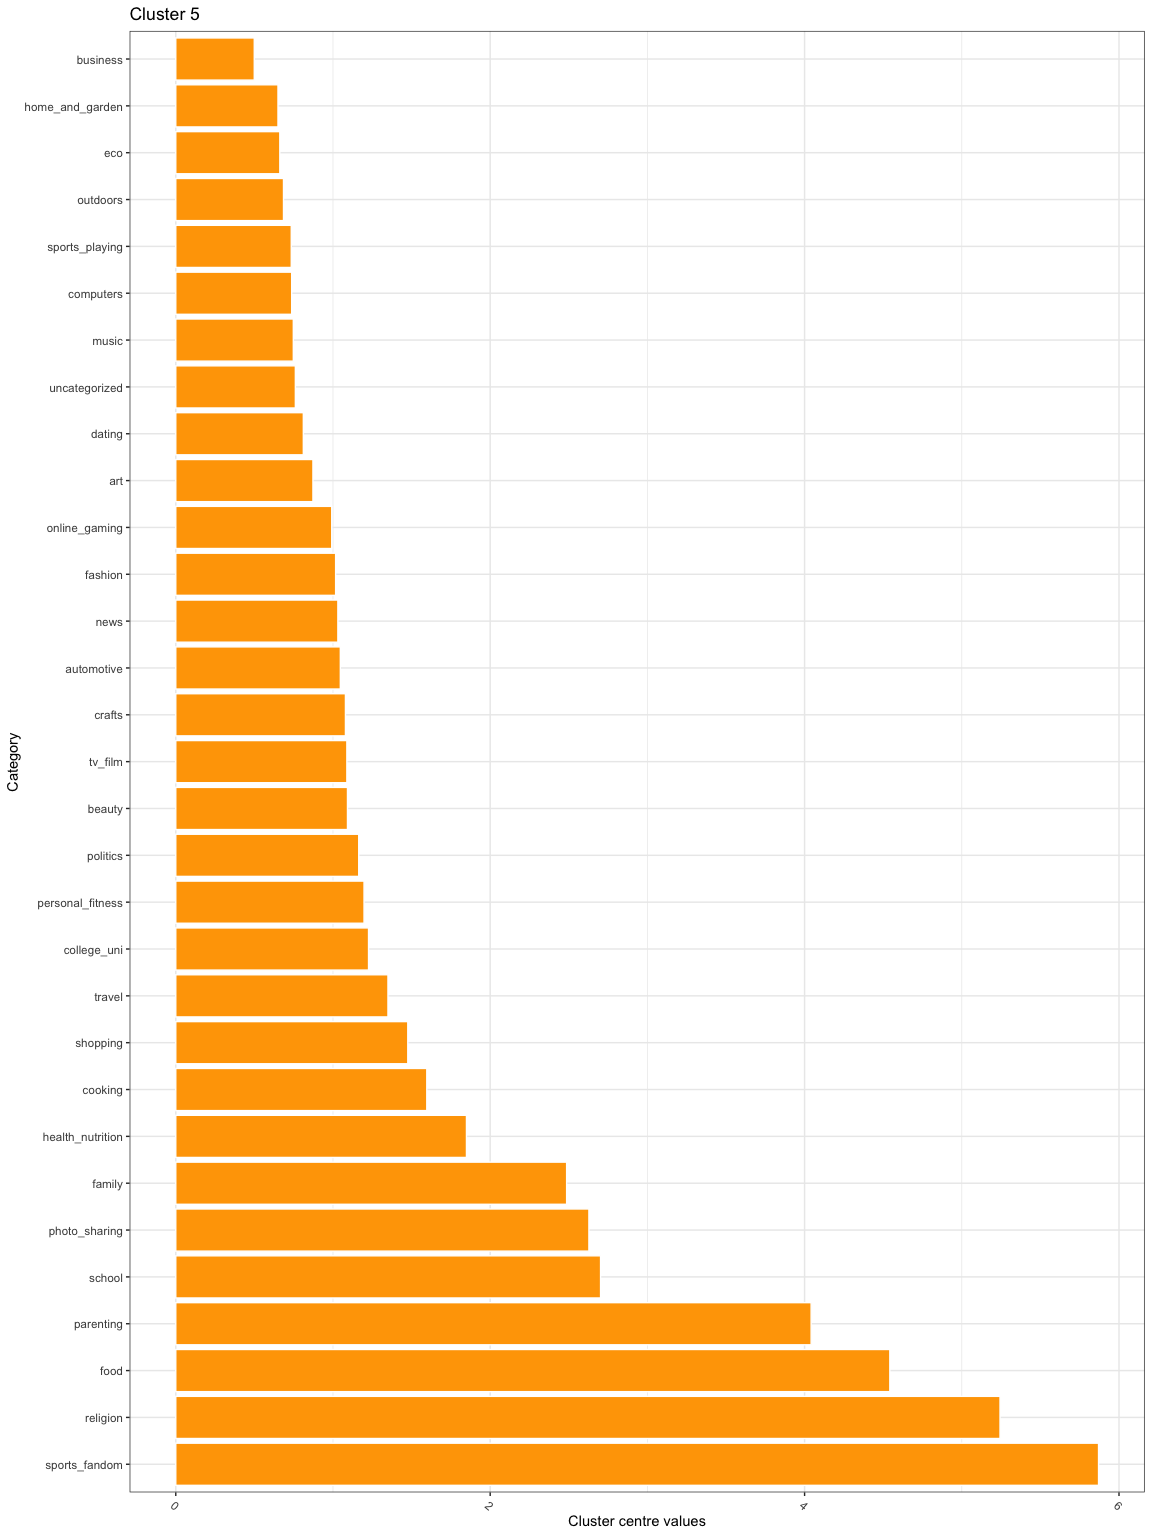 Cluster 5
business
home_and_garden
eco
outdoors
sports_playing
computers
music
uncategorized
dating
art
online_gaming
fashion
news
automotive
crafts
tv_film
beauty
politics
personal_fitness
college_uni
travel
shopping
cooking
health_nutrition
family
photo_sharing
school
parenting
food
religion
sports_fandom
Category
0 2 4 6
Cluster centre values